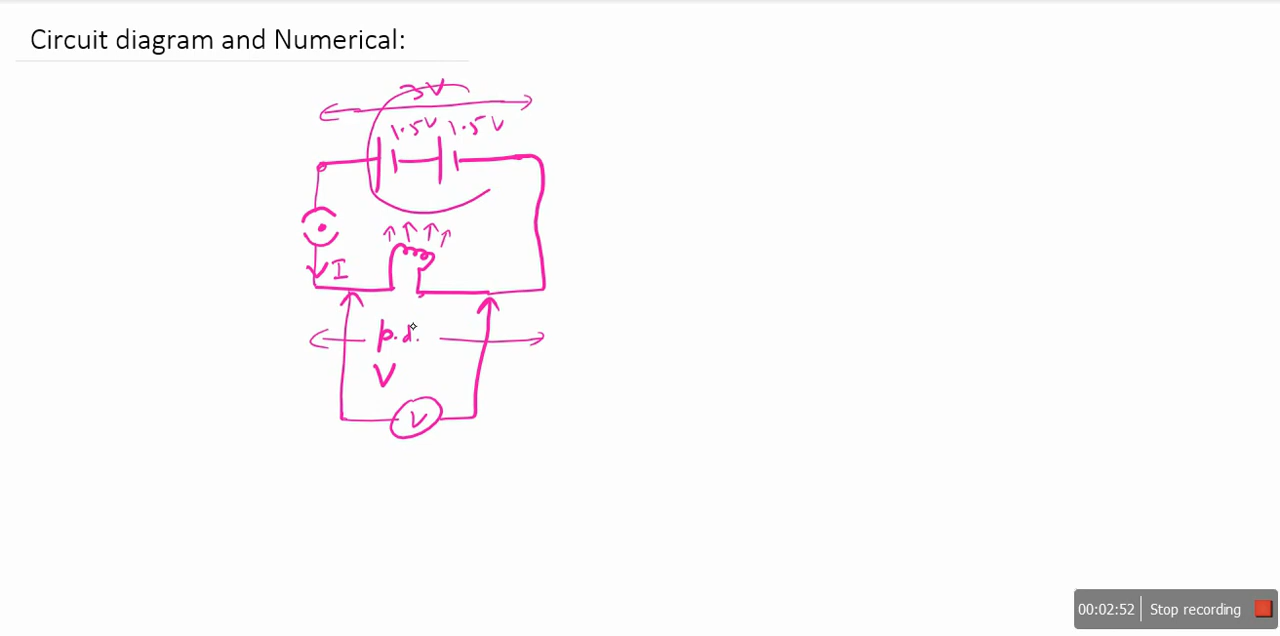 Circuit diagram and Numerical:
3V
1.5V 1.5V
I
p.d.
V
V
00:02:52 Stop recording